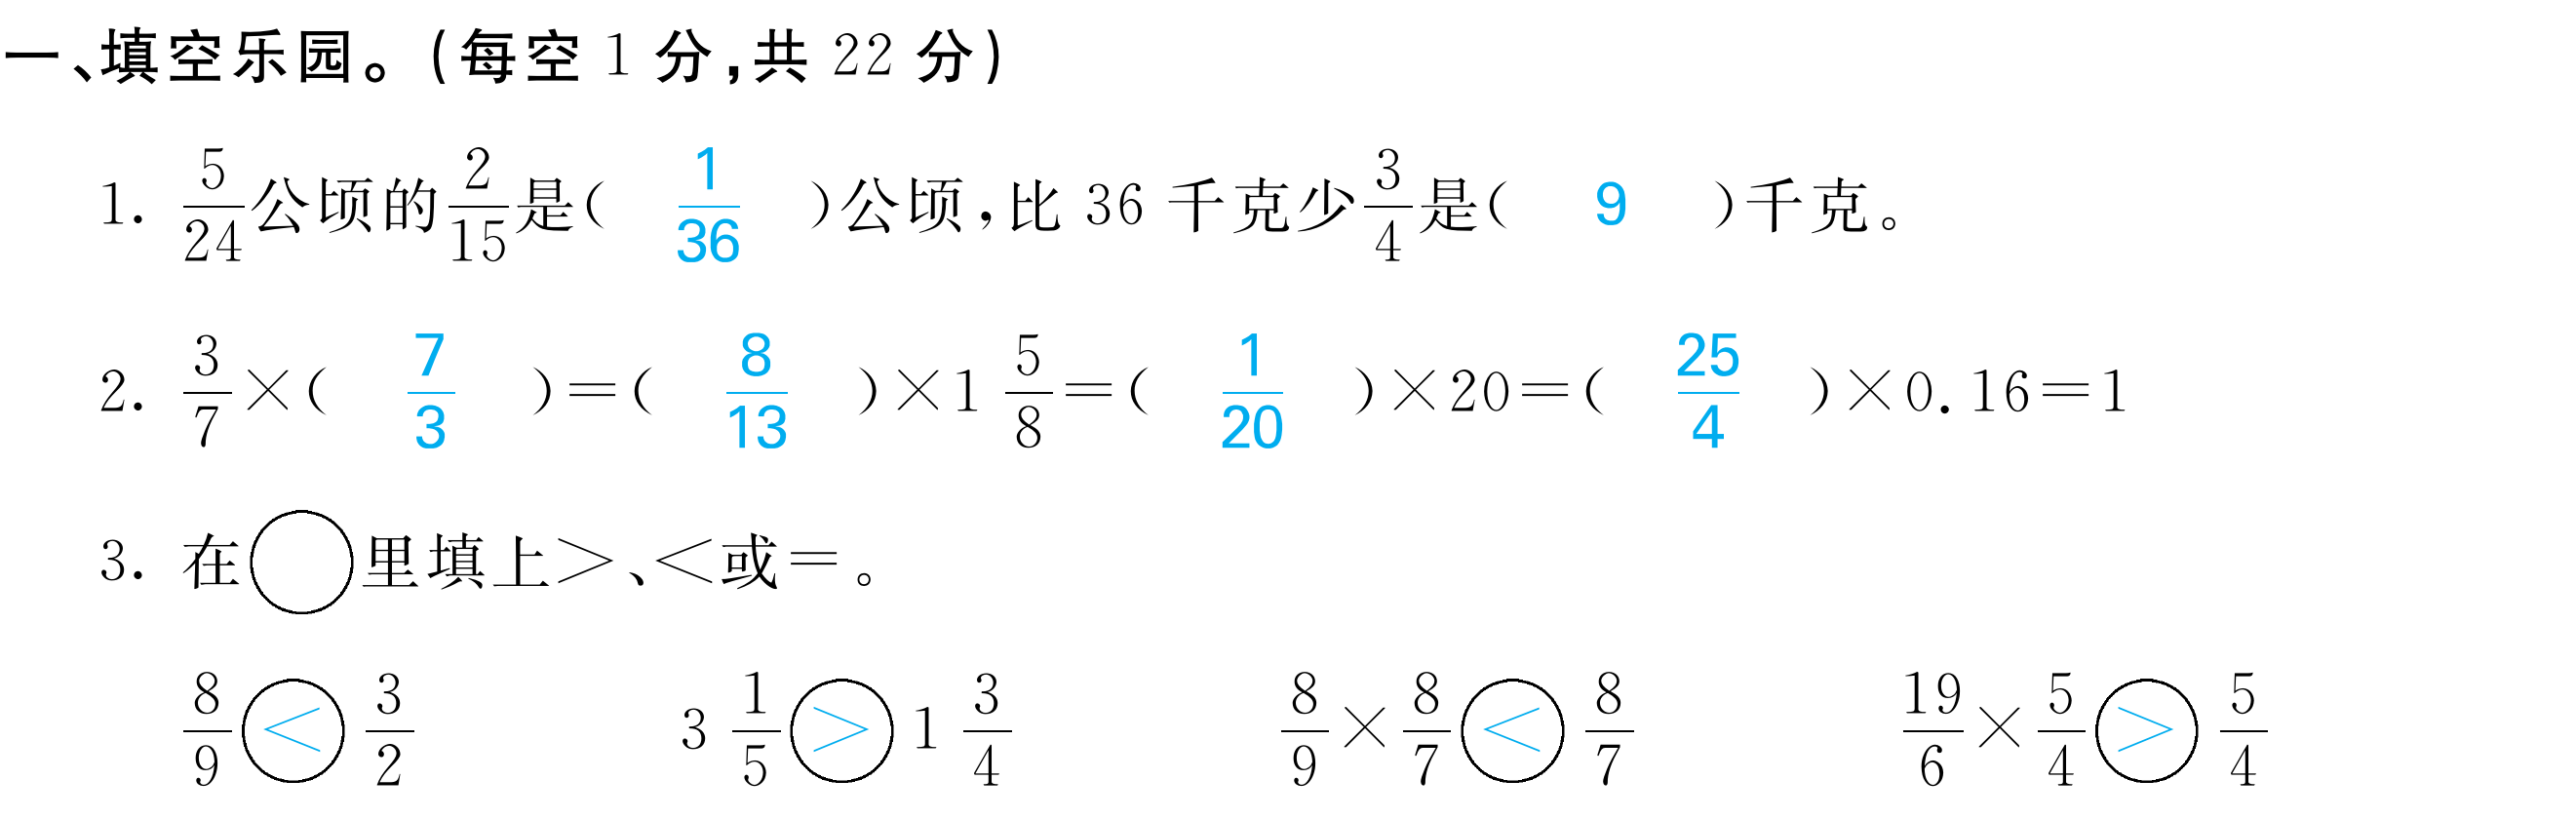 一、填空乐园。(每空 1 分,共 22 分)
1. 5/24公顷的2/15是( 1/36 )公顷,比 36 千克少3/4是( 9 )千克。
2. 3/7×( 7/3 )=( 8/13 )×1 5/8=( 1/20 )×20=( 25/4 )×0.16=1
3. 在○里填上>、<或=。
8/9 < 3/2 3 1/5 > 1 3/4 8/9×8/7 < 8/7 19/6×5/4 > 5/4